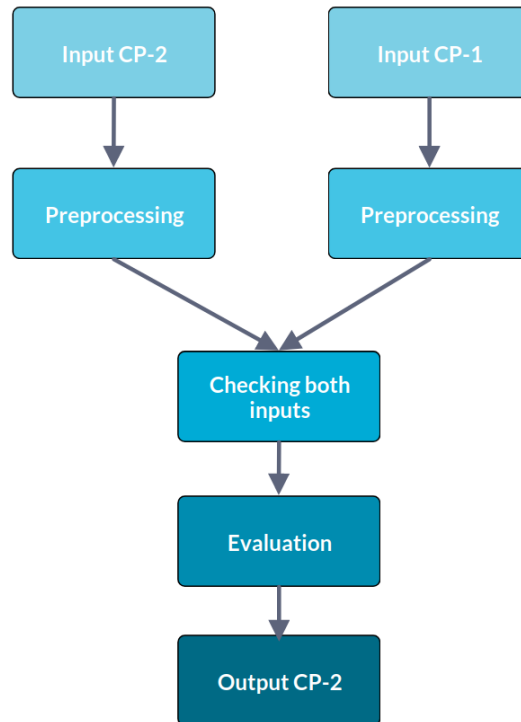 Input CP-2
Input CP-1
Preprocessing
Preprocessing
Checking both
inputs
Evaluation
Output CP-2